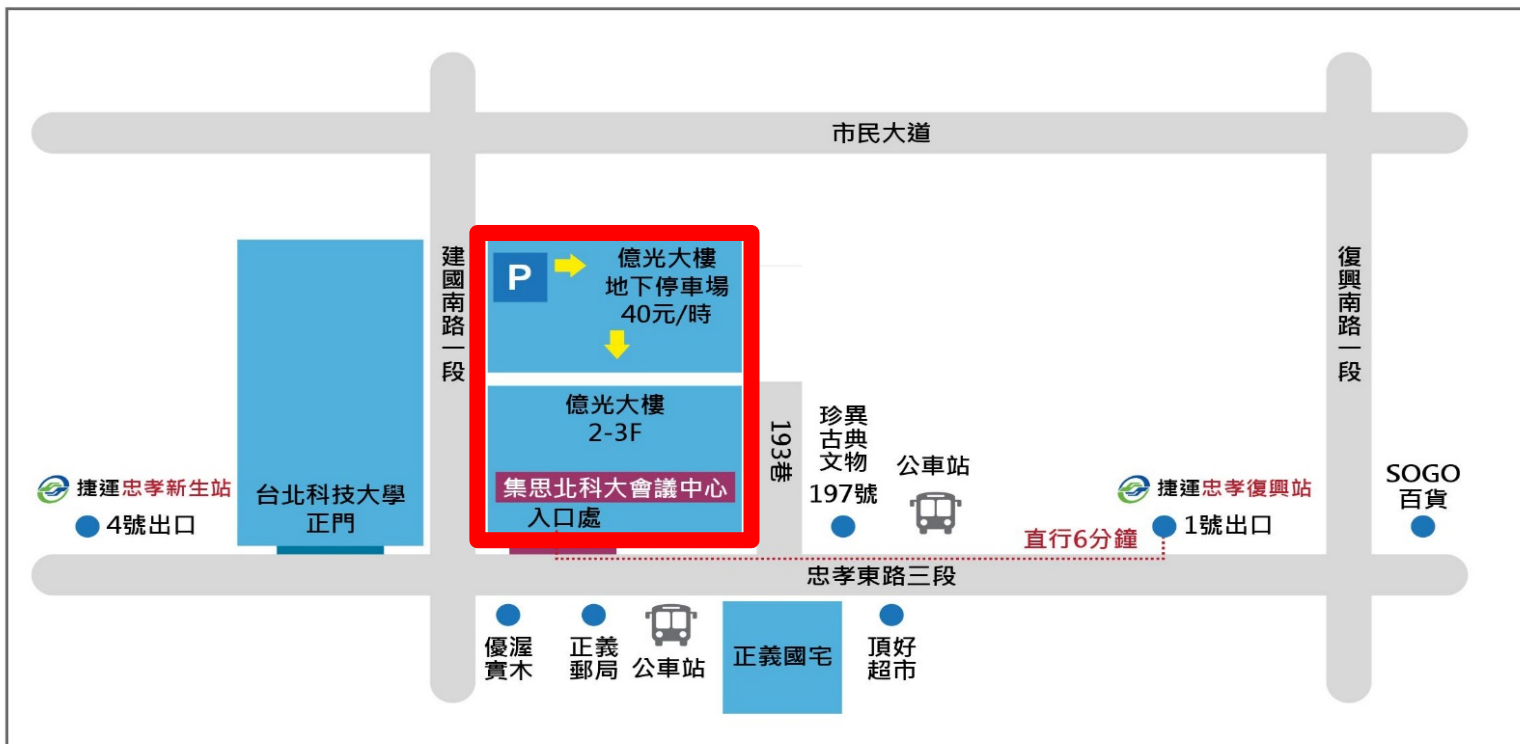 市民大道
建國南路一段
復興南路一段
P
億光大樓
地下停車場
40元/時
億光大樓
2-3F
集思北科大會議中心
入口處
193巷
珍異
古典
文物
197號
公車站
捷運忠孝新生站
4號出口
台北科技大學
正門
捷運忠孝復興站
1號出口
直行6分鐘
SOGO
百貨
忠孝東路三段
優渥
實木
正義
郵局
公車站
正義國宅
頂好
超市